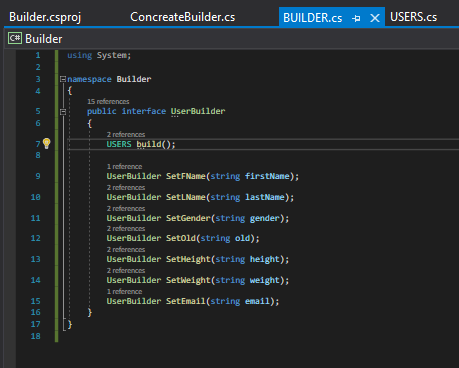 Builder.csproj ConcreateBuilder.cs BUILDER.cs USERS.cs
C# Builder
1 using System;
2
3 namespace Builder
4 {
15 references
5 public interface UserBuilder
6 {
2 references
7 USERS build();
8
1 reference
9 UserBuilder SetFName(string firstName);
2 references
10 UserBuilder SetLName(string lastName);
2 references
11 UserBuilder SetGender(string gender);
2 references
12 UserBuilder SetOld(string old);
2 references
13 UserBuilder SetHeight(string height);
2 references
14 UserBuilder SetWeight(string weight);
1 reference
15 UserBuilder SetEmail(string email);
16 }
17 }
18